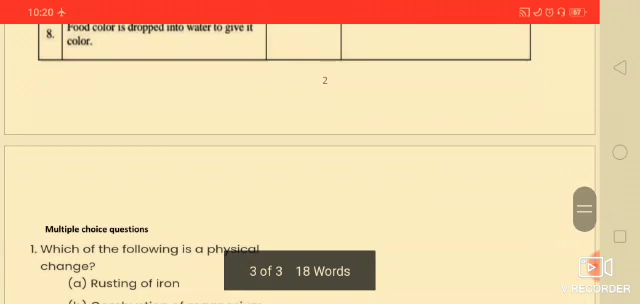 10:20
67
8. Food color is dropped into water to give it
color.
2
Multiple choice questions
1. Which of the following is a physical
change?
(a) Rusting of iron
3 of 3 18 Words
V RECORDER